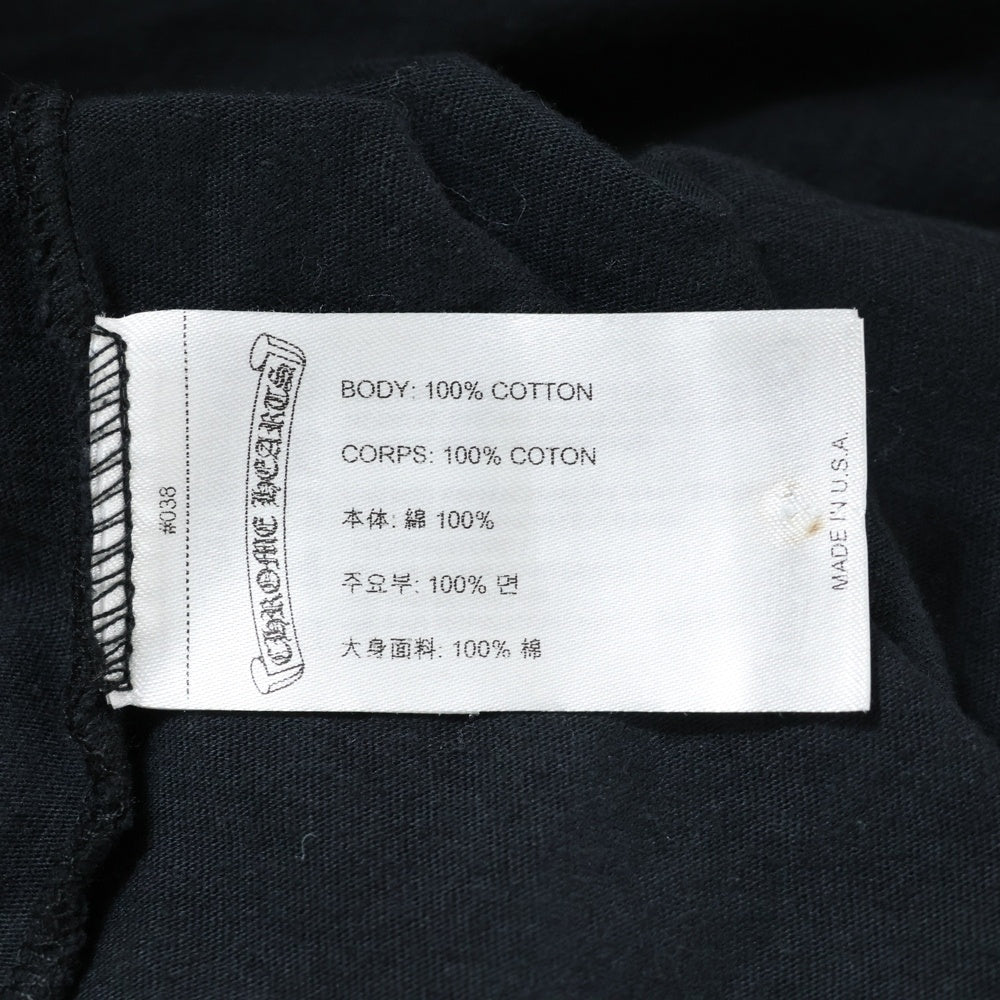 #038
CHROME HEARTS
BODY: 100% COTTON
CORPS: 100% COTON
本体: 綿 100%
주요부: 100% 면
大身面料: 100% 棉
MADE IN U.S.A.